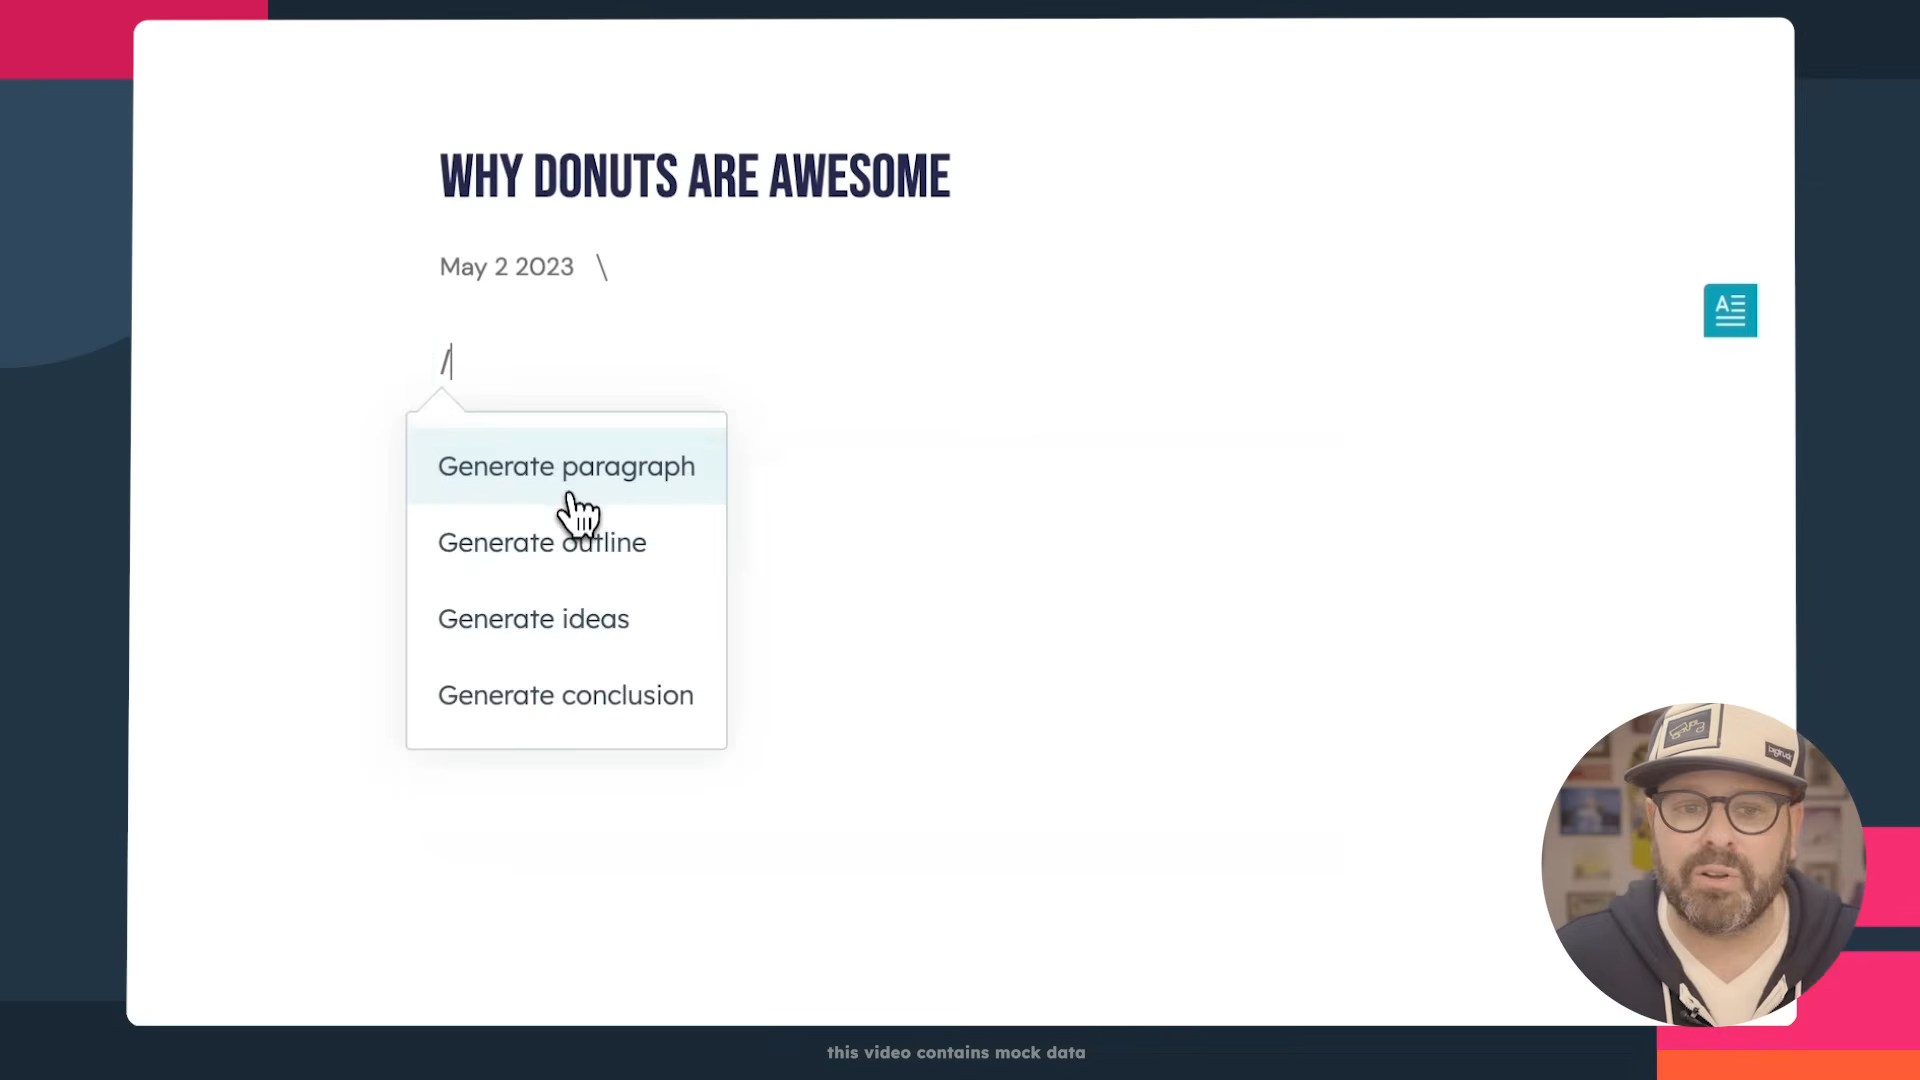 WHY DONUTS ARE AWESOME
May 2 2023 \
/
Generate paragraph
Generate outline
Generate ideas
Generate conclusion
bigtruck
this video contains mock data